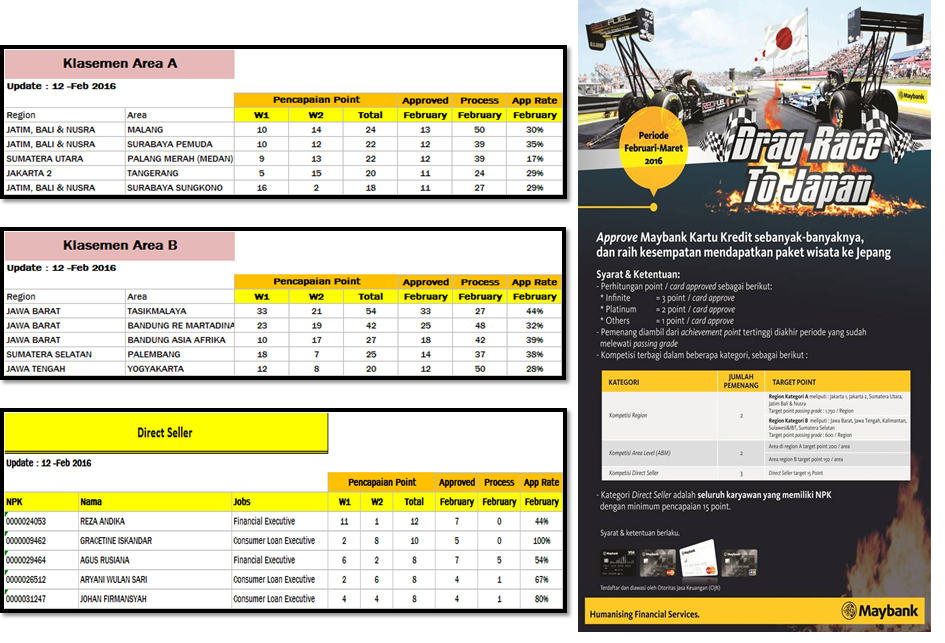 Klasemen Area A
Update : 12 -Feb 2016
Pencapaian Point Approved Process App Rate
Region Area W1 W2 Total February February February
JATIM, BALI & NUSRA MALANG 10 14 24 13 50 30%
JATIM, BALI & NUSRA SURABAYA PEMUDA 10 12 22 12 39 35%
SUMATERA UTARA PALANG MERAH (MEDAN) 9 13 22 12 39 17%
JAKARTA 2 TANGERANG 5 15 20 11 24 29%
JATIM, BALI & NUSRA SURABAYA SUNGKONO 16 2 18 11 27 29%
Klasemen Area B
Update : 12 -Feb 2016
Pencapaian Point Approved Process App Rate
Region Area W1 W2 Total February February February
JAWA BARAT TASIKMALAYA 33 21 54 33 27 44%
JAWA BARAT BANDUNG RE MARTADINA 23 19 42 25 48 32%
JAWA BARAT BANDUNG ASIA AFRIKA 10 17 27 18 42 39%
SUMATERA SELATAN PALEMBANG 18 7 25 14 37 38%
JAWA TENGAH YOGYAKARTA 12 8 20 12 50 28%
Direct Seller
Update : 12 -Feb 2016
Pencapaian Point Approved Process App Rate
NPK Nama Jobs W1 W2 Total February February February
0000024053 REZA ANDIKA Financial Executive 11 1 12 7 0 44%
0000009462 GRACETINE ISKANDAR Consumer Loan Executive 2 8 10 5 0 100%
0000029464 AGUS RUSIANA Financial Executive 6 2 8 7 5 54%
0000026512 ARYANI WULAN SARI Consumer Loan Executive 2 6 8 4 1 67%
0000031247 JOHAN FIRMANSYAH Consumer Loan Executive 4 4 8 4 1 80%
Maybank
Periode
Februari-Maret
2016
Drag Race
To Japan
Approve Maybank Kartu Kredit sebanyak-banyaknya,
dan raih kesempatan mendapatkan paket wisata ke Jepang
Syarat & Ketentuan:
- Perhitungan point / card approved sebagai berikut:
* Infinite = 3 point / card approve
* Platinum = 2 point / card approve
* Others = 1 point / card approve
- Pemenang diambil dari achievement point tertinggi diakhir periode yang sudah
melewati passing grade
- Kompetisi terbagi dalam beberapa kategori, sebagai berikut :
KATEGORI JUMLAH PEMENANG TARGET POINT
Kompetisi Region 2 Region Kategori A meliputi : Jakarta 1, Jakarta 2, Sumatera Utara,
Jatim Bali & Nusra
Target point passing grade : 1.750 / Region
Region Kategori B meliputi : Jawa Barat, Jawa Tengah, Kalimantan,
Sulawesi&IBT, Sumatera Selatan
Target point passing grade : 600 / Region
Kompetisi Area Level (ABM) 2 Area di region A target point 200 / area
Area region B target point 150 / area
Kompetisi Direct Seller 3 Direct Seller target 15 Point
- Kategori Direct Seller adalah seluruh karyawan yang memiliki NPK
dengan minimum pencapaian 15 point.
Syarat & ketentuan berlaku.
Terdaftar dan diawasi oleh Otoritas Jasa Keuangan (OJK)
Humanising Financial Services.
Maybank